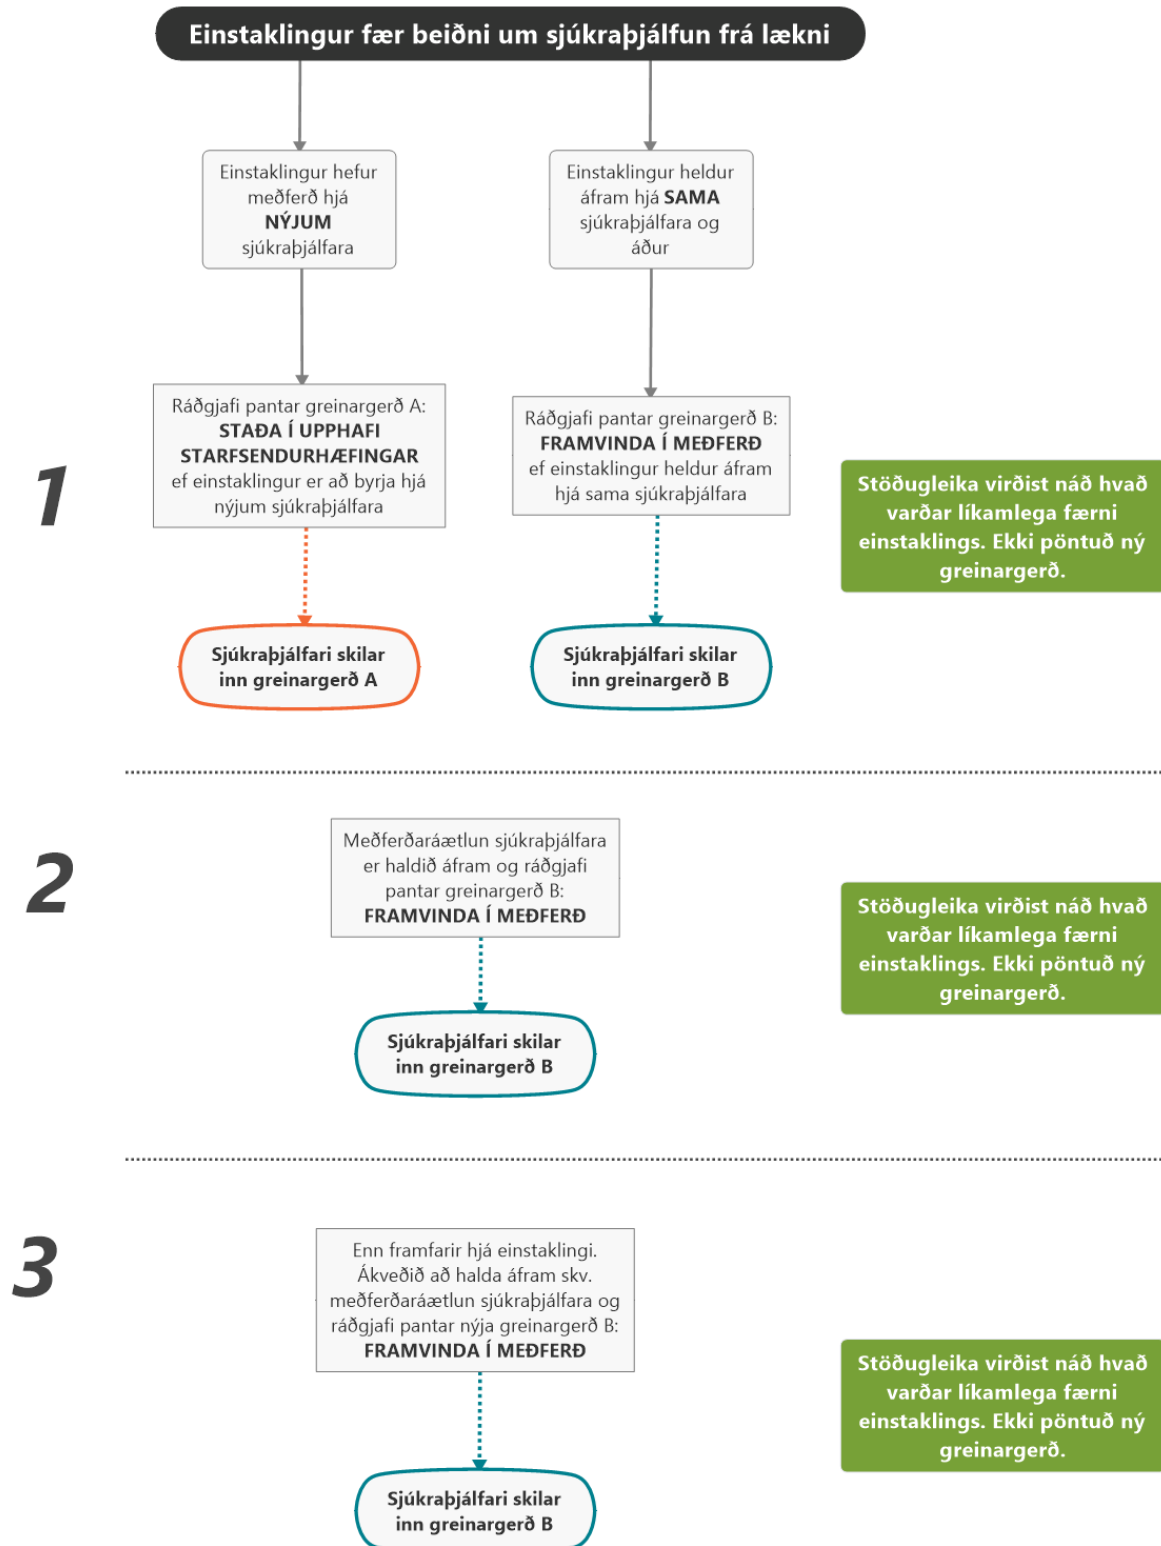 Einstaklingur fær beiðni um sjúkraþjálfun frá lækni
Einstaklingur hefur
meðferð hjá
NÝJUM
sjúkraþjálfara
Einstaklingur heldur
áfram hjá SAMA
sjúkraþjálfara og
áður
1
Ráðgjafi pantar greinargerð A:
STAÐA Í UPPHAFI
STARFSENDURHÆFINGAR
ef einstaklingur er að byrja hjá
nýjum sjúkraþjálfara
Ráðgjafi pantar greinargerð B:
FRAMVINDA Í MEÐFERÐ
ef einstaklingur heldur áfram
hjá sama sjúkraþjálfara
Stöðugleika virðist náð hvað
varðar líkamlega færni
einstaklings. Ekki pöntuð ný
greinargerð.
Sjúkraþjálfari skilar
inn greinargerð A
Sjúkraþjálfari skilar
inn greinargerð B
2
Meðferðaráætlun sjúkraþjálfara
er haldið áfram og ráðgjafi
pantar greinargerð B:
FRAMVINDA Í MEÐFERÐ
Stöðugleika virðist náð hvað
varðar líkamlega færni
einstaklings. Ekki pöntuð ný
greinargerð.
Sjúkraþjálfari skilar
inn greinargerð B
3
Enn framfarir hjá einstaklingi.
Ákveðið að halda áfram skv.
meðferðaráætlun sjúkraþjálfara og
ráðgjafi pantar nýja greinargerð B:
FRAMVINDA Í MEÐFERÐ
Stöðugleika virðist náð hvað
varðar líkamlega færni
einstaklings. Ekki pöntuð ný
greinargerð.
Sjúkraþjálfari skilar
inn greinargerð B